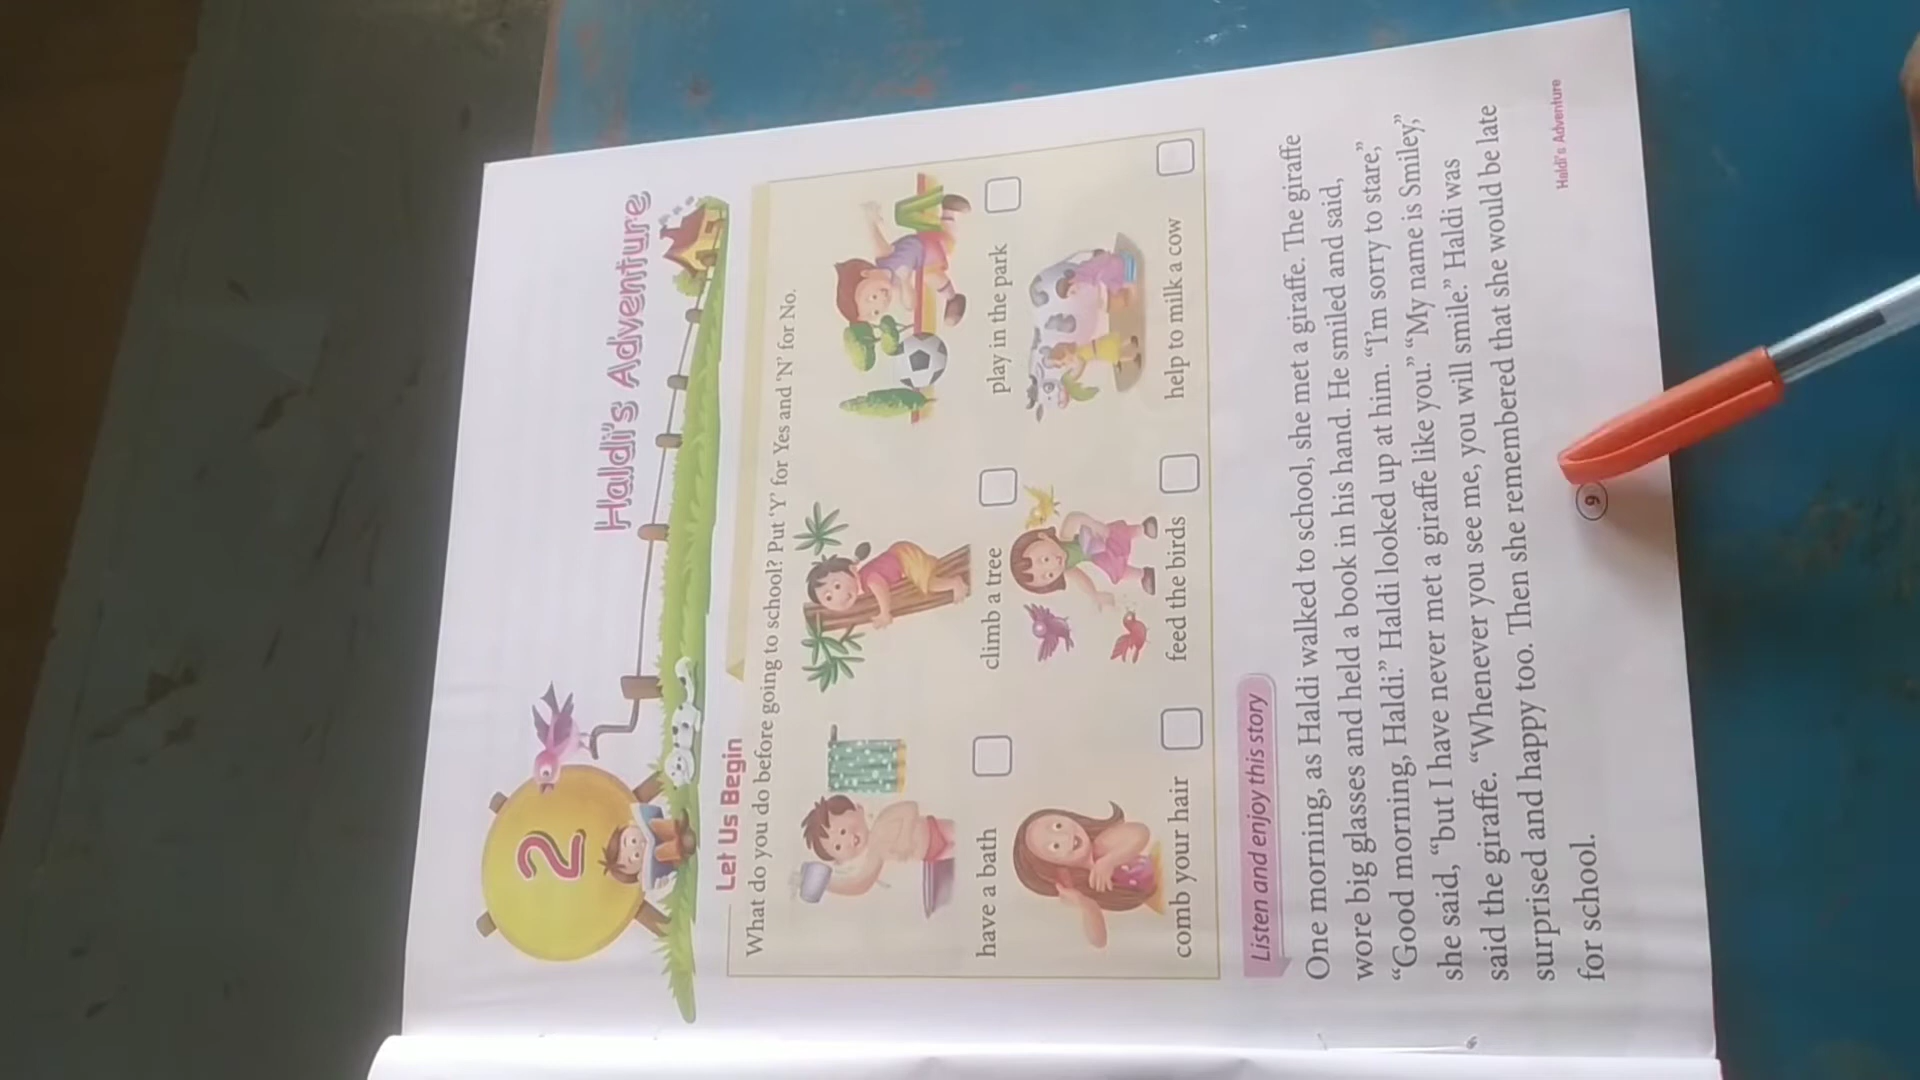 2
Haldi's Adventure
Let Us Begin
What do you do before going to school? Put ‘Y’ for Yes and ‘N’ for No.
have a bath
climb a tree
play in the park
comb your hair
feed the birds
help to milk a cow
Listen and enjoy this story
One morning, as Haldi walked to school, she met a giraffe. The giraffe
wore big glasses and held a book in his hand. He smiled and said,
“Good morning, Haldi.” Haldi looked up at him. “I’m sorry to stare,”
she said, “but I have never met a giraffe like you.” “My name is Smiley,”
said the giraffe. “Whenever you see me, you will smile.” Haldi was
surprised and happy too. Then she remembered that she would be late
for school.
9
Haldi's Adventure